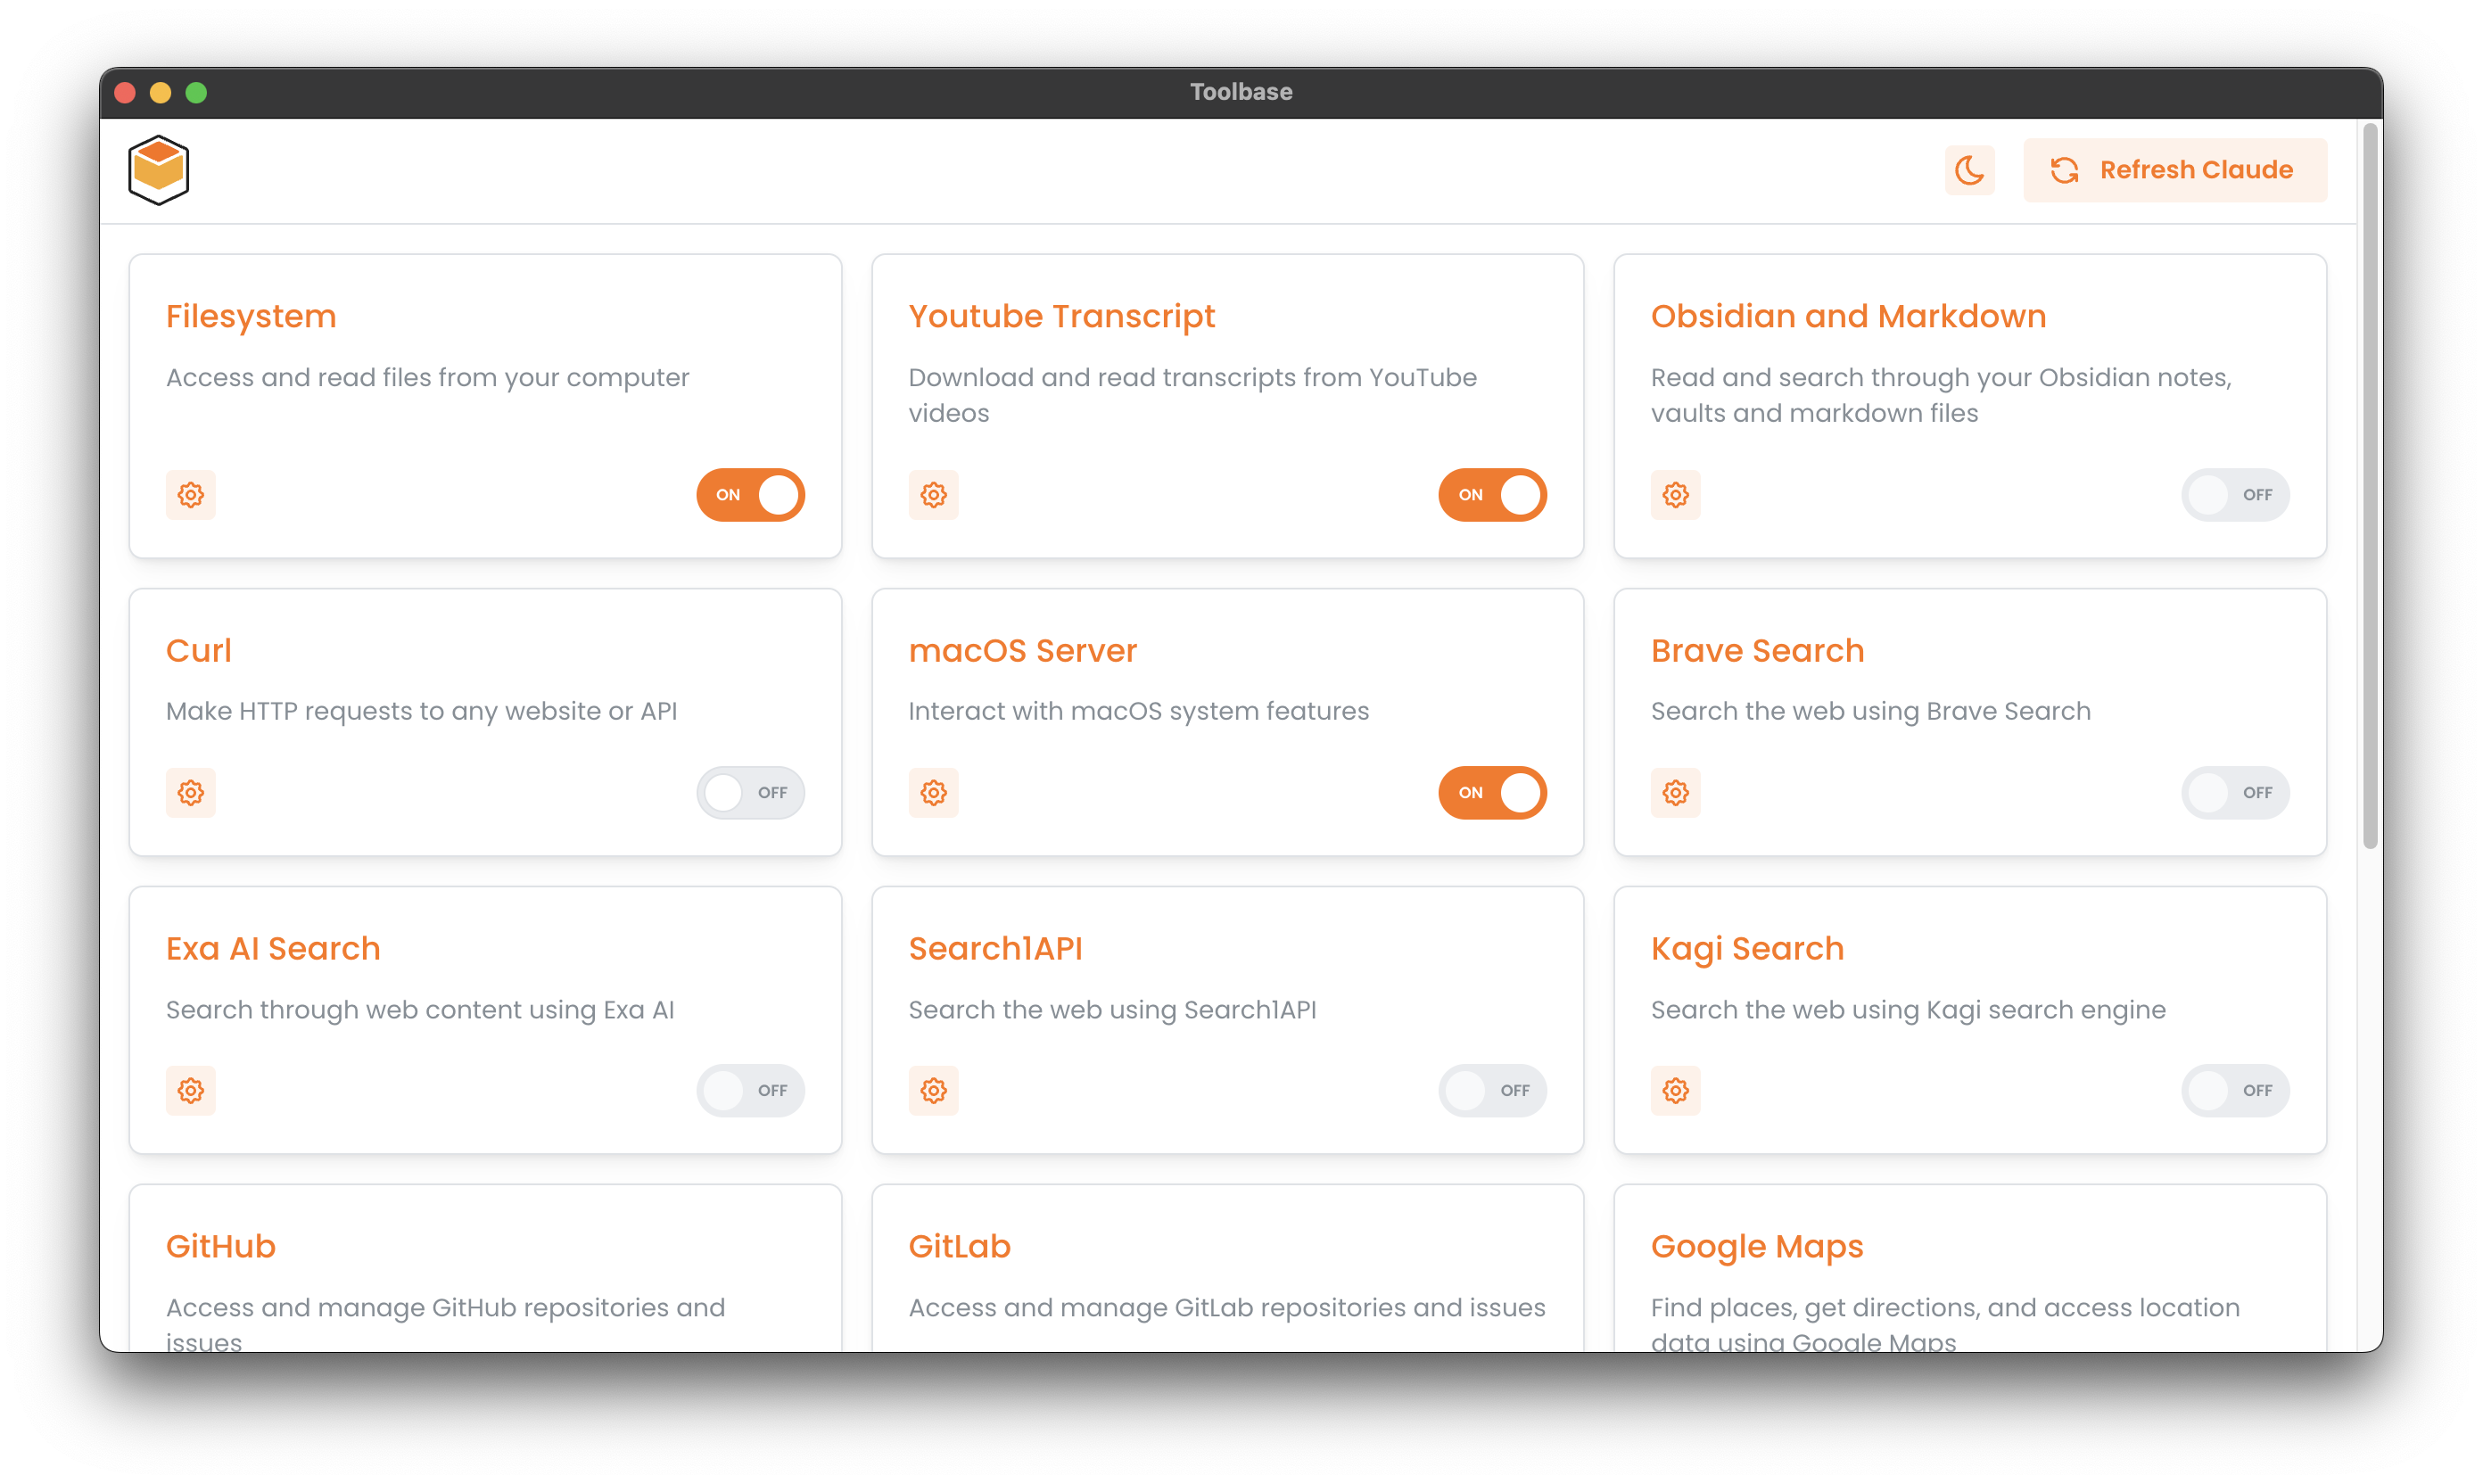 Toolbase
Refresh Claude
Filesystem
Access and read files from your computer
ON
Youtube Transcript
Download and read transcripts from YouTube
videos
ON
Obsidian and Markdown
Read and search through your Obsidian notes,
vaults and markdown files
OFF
Curl
Make HTTP requests to any website or API
OFF
macOS Server
Interact with macOS system features
ON
Brave Search
Search the web using Brave Search
OFF
Exa AI Search
Search through web content using Exa AI
OFF
Search1API
Search the web using Search1API
OFF
Kagi Search
Search the web using Kagi search engine
OFF
GitHub
Access and manage GitHub repositories and
issues
GitLab
Access and manage GitLab repositories and issues
Google Maps
Find places, get directions, and access location
data using Google Maps